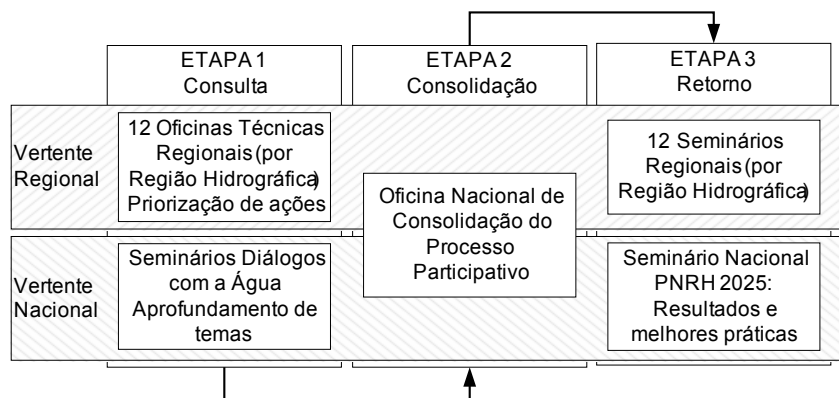 ETAPA 1
Consulta
ETAPA 2
Consolidação
ETAPA 3
Retorno
Vertente
Regional
12 Oficinas Técnicas
Regionais (por
Região Hidrográfica)
Priorização de ações
12 Seminários
Regionais (por
Região Hidrográfica)
Oficina Nacional de
Consolidação do
Processo
Participativo
Vertente
Nacional
Seminários Diálogos
com a Água
Aprofundamento de
temas
Seminário Nacional
PNRH 2025:
Resultados e
melhores práticas